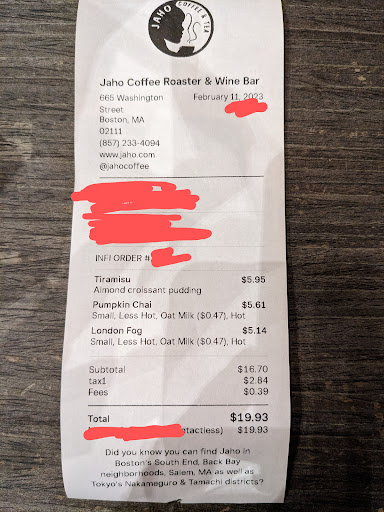 JAHO COFFEE & TEA
Jaho Coffee Roaster & Wine Bar
665 Washington February 11, 2023
Street
Boston, MA
02111
(857) 233-4094
www.jaho.com
@jahocoffee
INFI ORDER #
Tiramisu $5.95
Almond croissant pudding
Pumpkin Chai $5.61
Small, Less Hot, Oat Milk ($0.47), Hot
London Fog $5.14
Small, Less Hot, Oat Milk ($0.47), Hot
Subtotal $16.70
tax1 $2.84
Fees $0.39
Total $19.93
ntactless) $19.93
Did you know you can find Jaho in
Boston's South End, Back Bay
neighborhoods, Salem, MA as well as
Tokyo's Nakameguro & Tamachi districts?